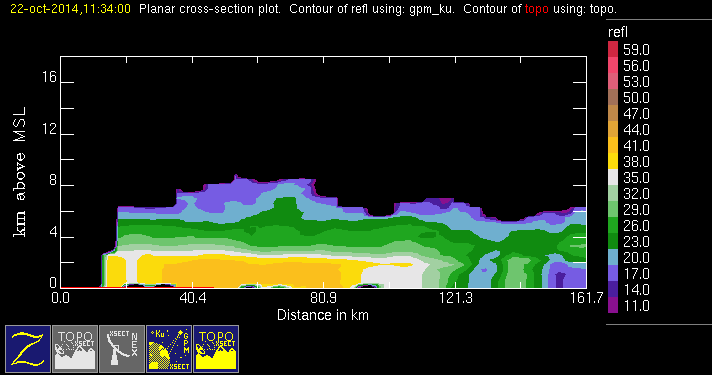 22-oct-2014,11:34:00 Planar cross-section plot. Contour of refl using: gpm_ku. Contour of topo using: topo.
refl
59.0
56.0
53.0
50.0
47.0
44.0
41.0
38.0
35.0
32.0
29.0
26.0
23.0
20.0
17.0
14.0
11.0
km above MSL
16
12
8
4
0
0.0 40.4 80.9 121.3 161.7
Distance in km
Z
TOPO
XSECT
XSECT
Ku
GPM
XSECT
TOPO
XSECT